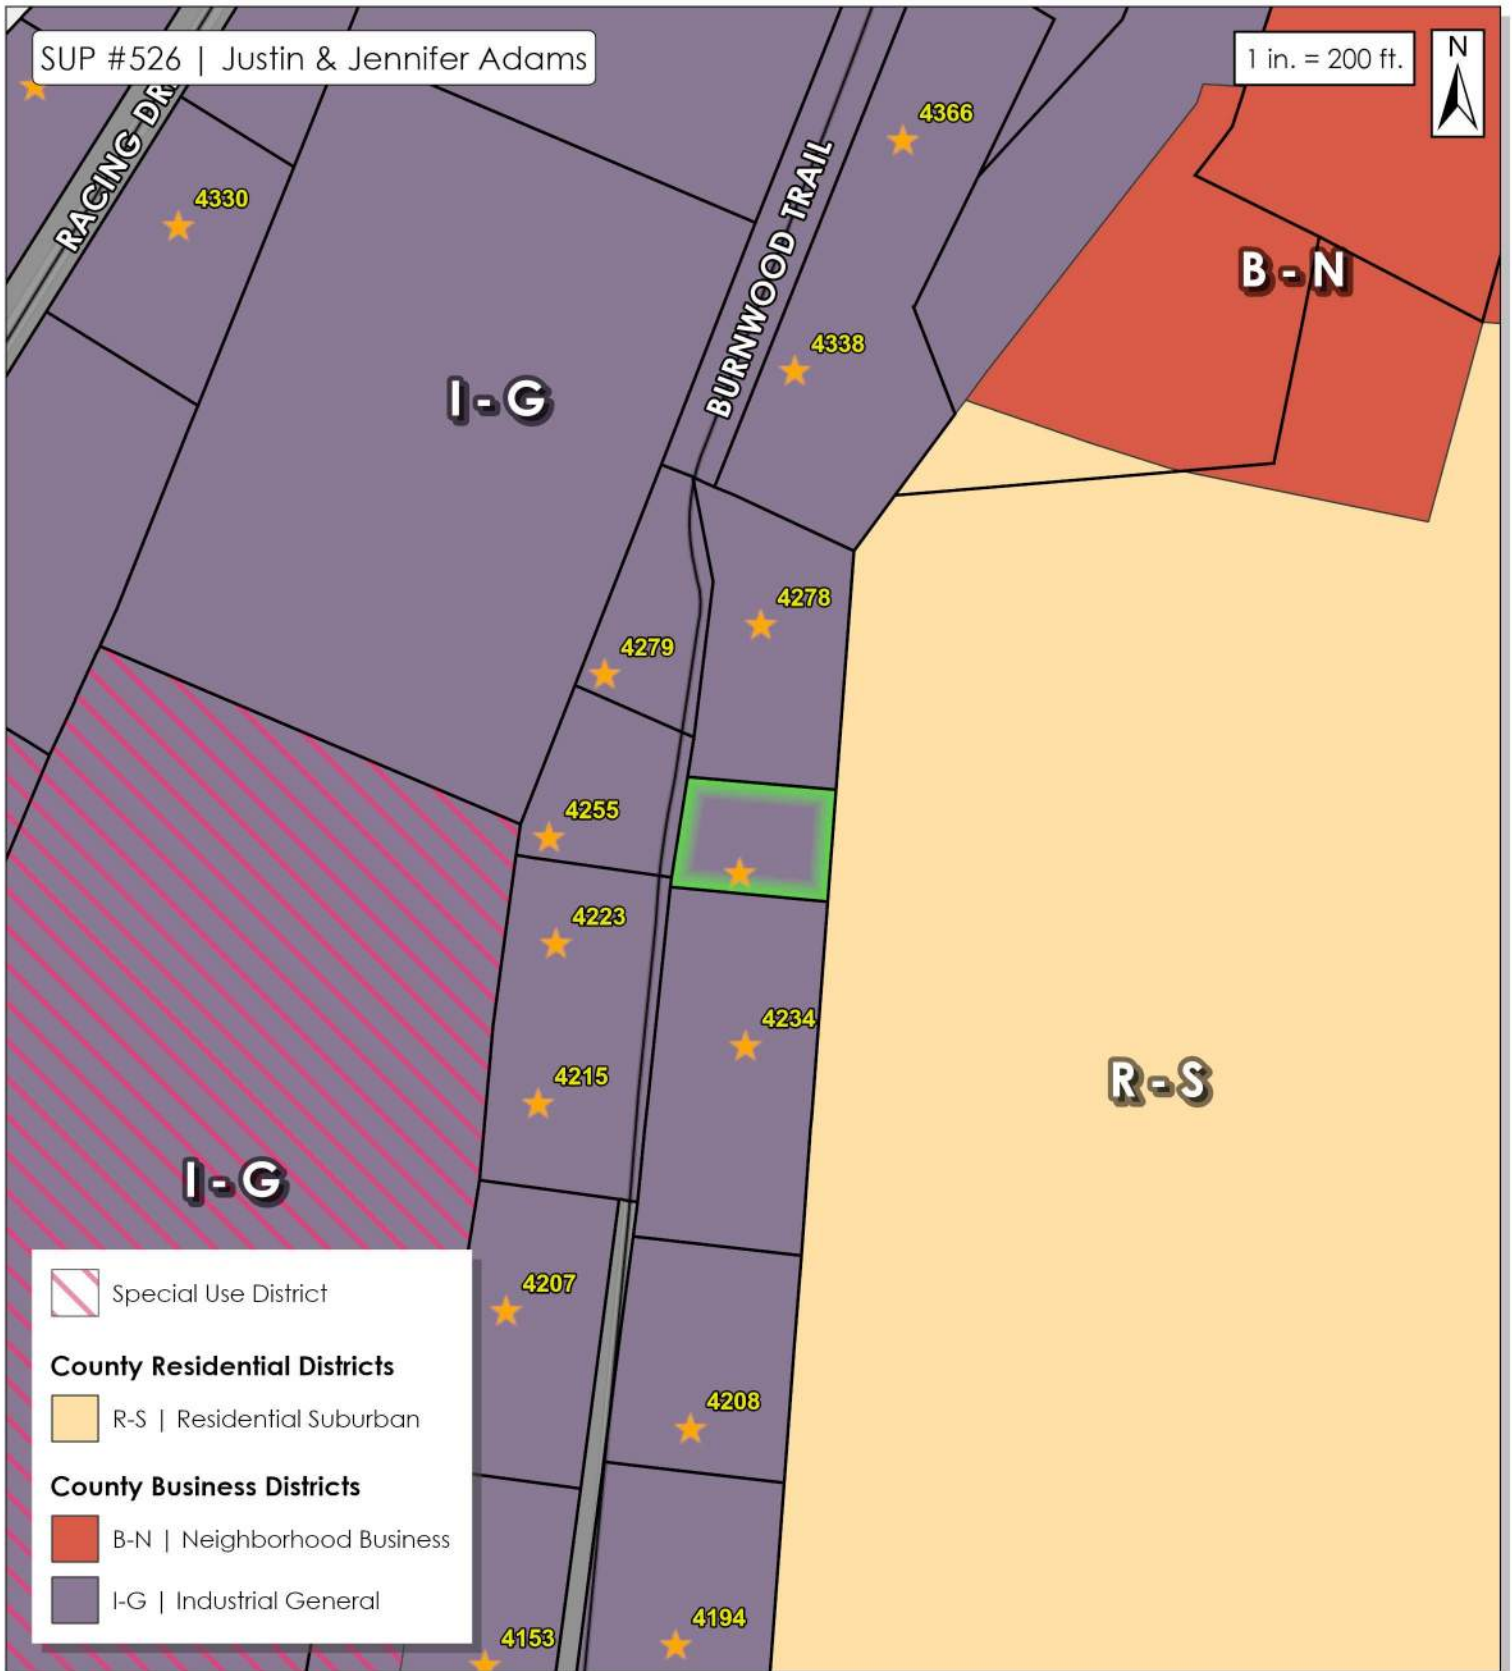 SUP #526 | Justin & Jennifer Adams
1 in. = 200 ft.
N
RACING DRI
4330
4366
BURNWOOD TRAIL
4338
B - N
I - G
4278
4279
4255
4223
4234
4215
R - S
I - G
4207
4208
4194
4153
Special Use District
County Residential Districts
R-S | Residential Suburban
County Business Districts
B-N | Neighborhood Business
I-G | Industrial General